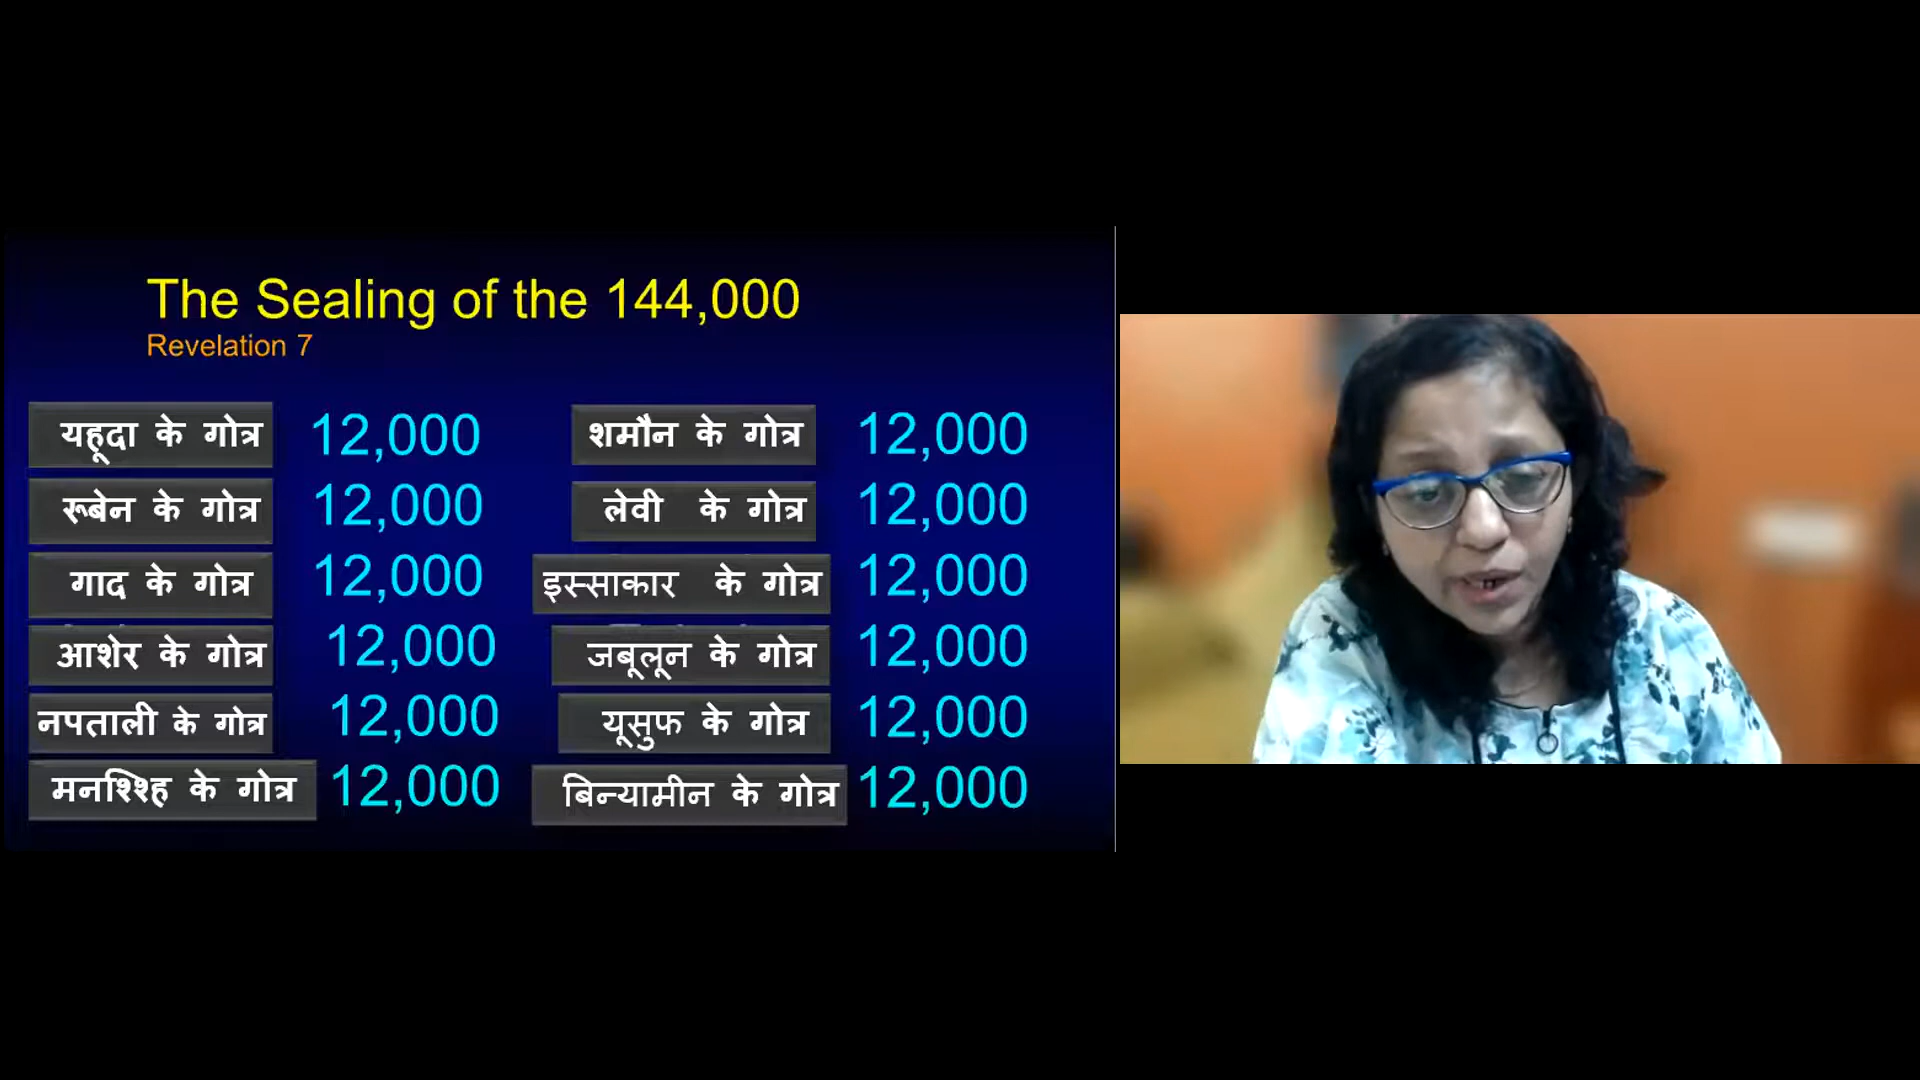 The Sealing of the 144,000
Revelation 7
यहूदा के गोत्र 12,000
रूबेन के गोत्र 12,000
गाद के गोत्र 12,000
आशेर के गोत्र 12,000
नपताली के गोत्र 12,000
मनश्शिह के गोत्र 12,000
शमौन के गोत्र 12,000
लेवी के गोत्र 12,000
इस्साकार के गोत्र 12,000
जबूलून के गोत्र 12,000
यूसुफ के गोत्र 12,000
बिन्यामीन के गोत्र 12,000